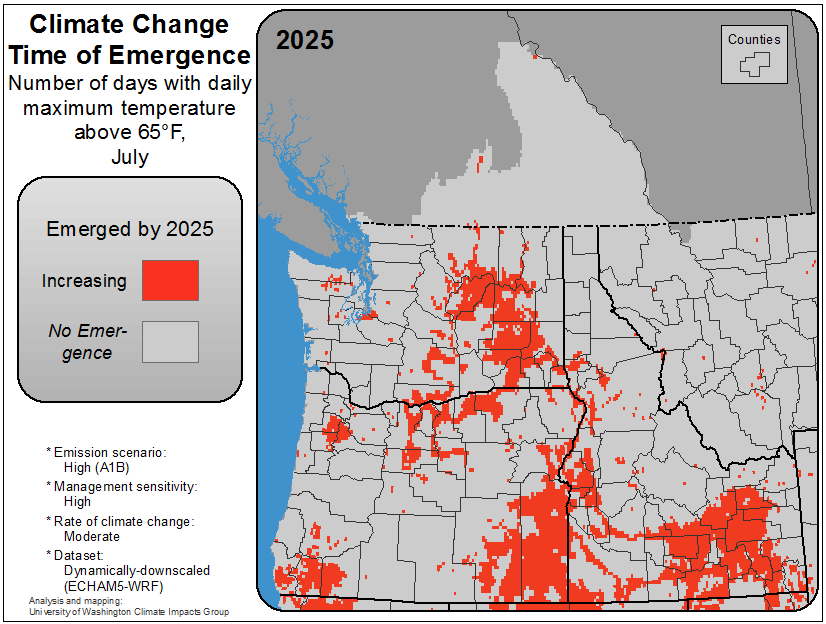 Climate Change
Time of Emergence
Number of days with daily
maximum temperature
above 65°F,
July
Emerged by 2025
Increasing
No Emer-
gence
* Emission scenario:
High (A1B)
* Management sensitivity:
High
* Rate of climate change:
Moderate
* Dataset:
Dynamically-downscaled
(ECHAM5-WRF)
Analysis and mapping:
University of Washington Climate Impacts Group
2025
Counties